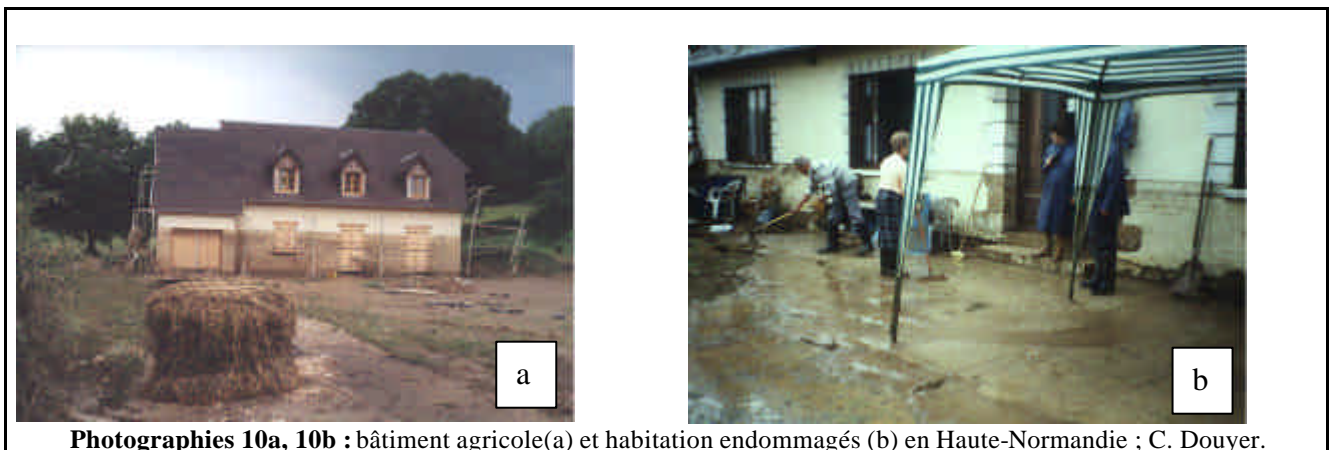 a
b
Photographies 10a, 10b : bâtiment agricole(a) et habitation endommagés (b) en Haute-Normandie ; C. Douyer.